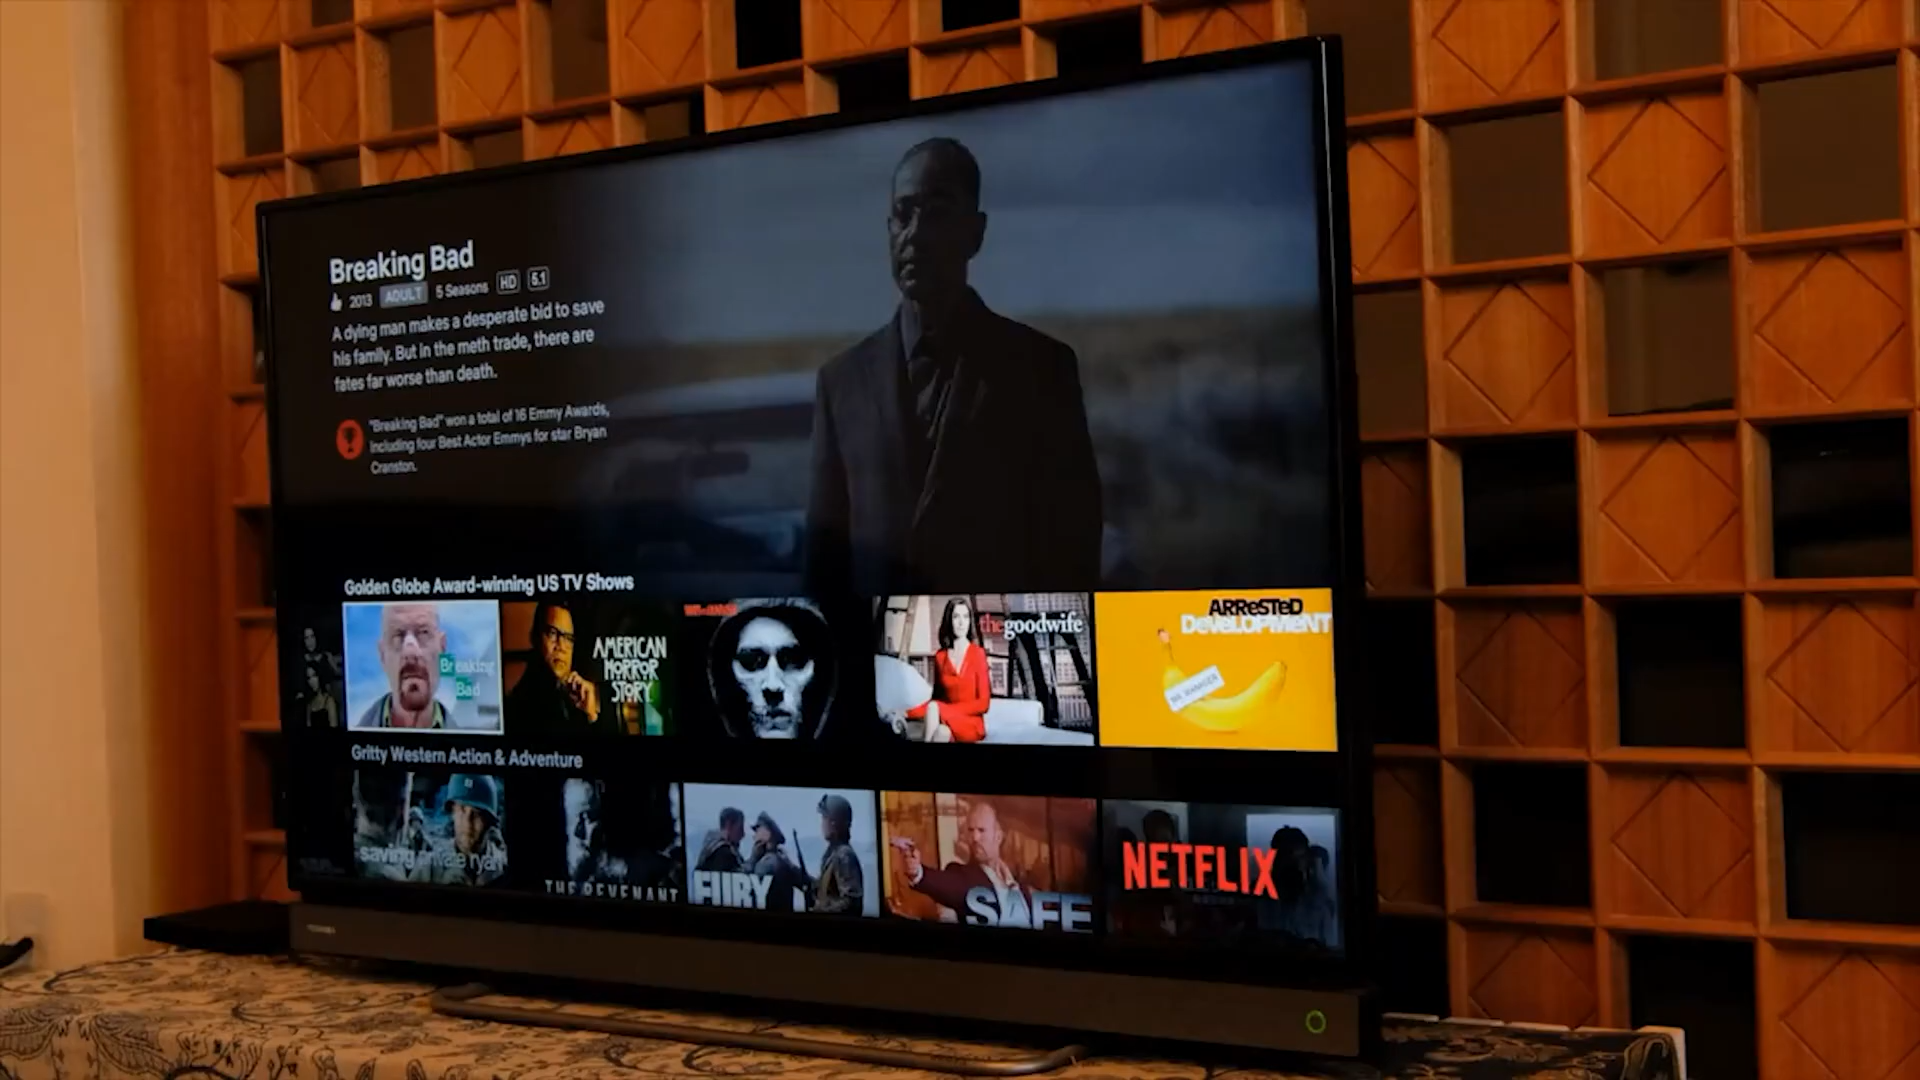 Breaking Bad
2013 ADULT 5 Seasons HD 5.1
A dying man makes a desperate bid to save
his family. But in the meth trade, there are
fates far worse than death.
"Breaking Bad" won a total of 16 Emmy Awards,
including four Best Actor Emmys for star Bryan
Cranston.
Golden Globe Award-winning US TV Shows
Breaking
Bad
AMERICAN
HORROR
STORY
thegoodwife
ARReSTeD
DeveLOPMeNT
MR. MANAGER
Gritty Western Action & Adventure
saving private ryan
THE REVENANT
FURY
SAFE
NETFLIX
TOSHIBA